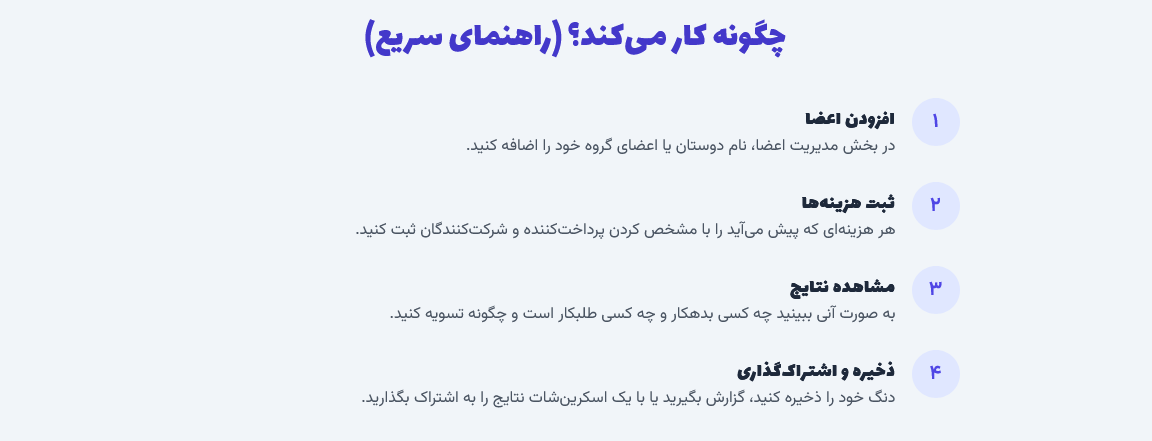 چگونه کار می‌کند؟ (راهنمای سریع)
۱
افزودن اعضا
در بخش مدیریت اعضا، نام دوستان یا اعضای گروه خود را اضافه کنید.
۲
ثبت هزینه‌ها
هر هزینه‌ای که پیش می‌آید را با مشخص کردن پرداخت‌کننده و شرکت‌کنندگان ثبت کنید.
۳
مشاهده نتایج
به صورت آنی ببینید چه کسی بدهکار و چه کسی طلبکار است و چگونه تسویه کنید.
۴
ذخیره و اشتراک‌گذاری
دنگ خود را ذخیره کنید، گزارش بگیرید یا با یک اسکرین‌شات نتایج را به اشتراک بگذارید.